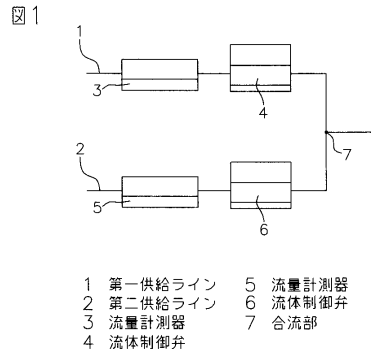 図1
1
3
4
7
2
5
6
1 第一供給ライン 5 流量計測器
2 第二供給ライン 6 流体制御弁
3 流量計測器 7 合流部
4 流体制御弁